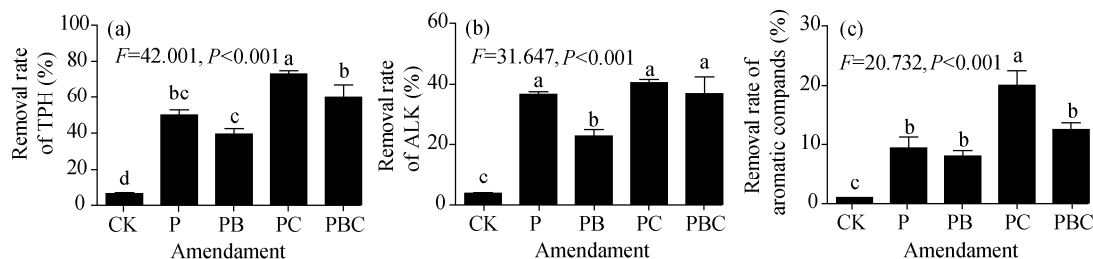 (a)
F=42.001, P<0.001
Removal rate
of TPH (%)
100
80
60
40
20
0
d
bc
c
a
b
CK P PB PC PBC
Amendament
(b)
F=31.647, P<0.001
Removal rate
of ALK (%)
60
40
20
0
c
a
b
a
a
CK P PB PC PBC
Amendament
(c)
F=20.732, P<0.001
Removal rate of
aromatic compands (%)
30
20
10
0
c
b
b
a
b
CK P PB PC PBC
Amendament